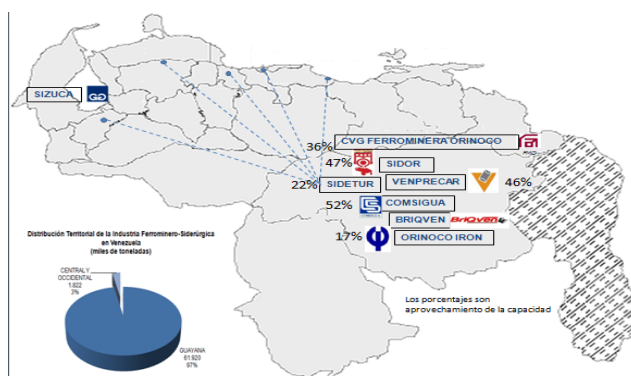 SIZUCA
36%
CVG FERROMINERA ORINOCO
47%
SIDOR
22%
SIDETUR
VENPRECAR
46%
52%
COMSIGUA
BRIQVEN
BriQven
17%
ORINOCO IRON
Distribución Territorial de la Industria Ferrominero-Siderúrgica
en Venezuela
(miles de toneladas)
CENTRAL Y
OCCIDENTAL
1.822
3%
GUAYANA
61.920
97%
Los porcentajes son
aprovechamiento de la capacidad